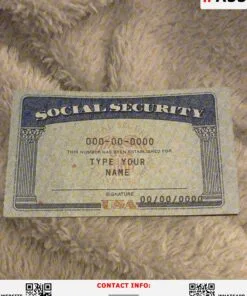 SOCIAL SECURITY
000-00-0000
THIS NUMBER HAS BEEN ESTABLISHED FOR
TYPE YOUR
NAME
SIGNATURE
USA
00/00/0000
CONTACT INFO:
WEBSITE